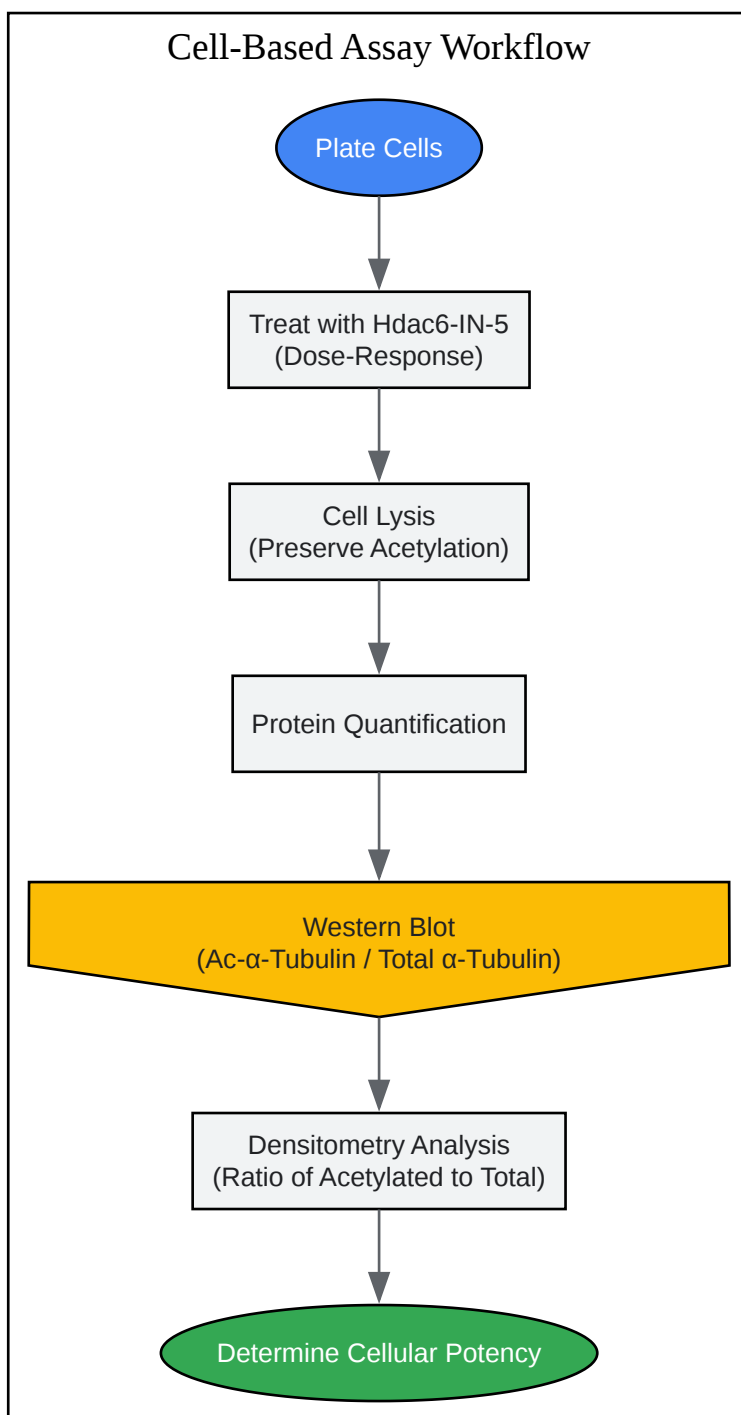 Cell-Based Assay Workflow
Plate Cells
Treat with Hdac6-IN-5
(Dose-Response)
Cell Lysis
(Preserve Acetylation)
Protein Quantification
Western Blot
(Ac-α-Tubulin / Total α-Tubulin)
Densitometry Analysis
(Ratio of Acetylated to Total)
Determine Cellular Potency